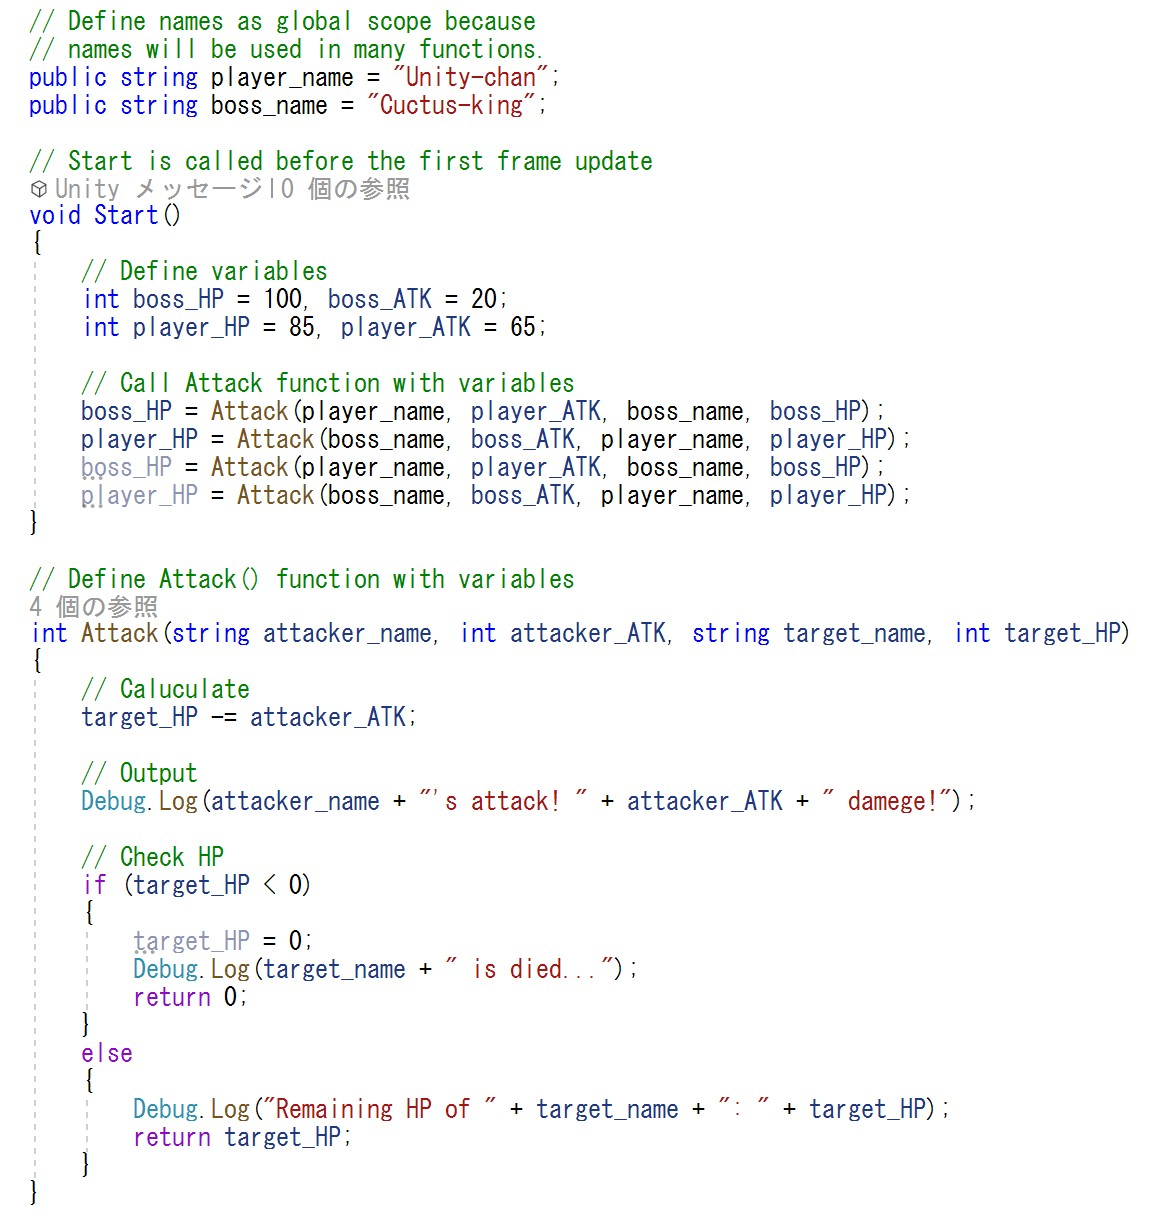 // Define names as global scope because
// names will be used in many functions.
public string player_name = "Unity-chan";
public string boss_name = "Cuctus-king";
// Start is called before the first frame update
Unity メッセージ|0 個の参照
void Start()
{
// Define variables
int boss_HP = 100, boss_ATK = 20;
int player_HP = 85, player_ATK = 65;
// Call Attack function with variables
boss_HP = Attack(player_name, player_ATK, boss_name, boss_HP);
player_HP = Attack(boss_name, boss_ATK, player_name, player_HP);
boss_HP = Attack(player_name, player_ATK, boss_name, boss_HP);
player_HP = Attack(boss_name, boss_ATK, player_name, player_HP);
}
// Define Attack() function with variables
4 個の参照
int Attack(string attacker_name, int attacker_ATK, string target_name, int target_HP)
{
// Caluculate
target_HP -= attacker_ATK;
// Output
Debug.Log(attacker_name + "'s attack! " + attacker_ATK + " damege!");
// Check HP
if (target_HP < 0)
{
target_HP = 0;
Debug.Log(target_name + " is died...");
return 0;
}
else
{
Debug.Log("Remaining HP of " + target_name + ": " + target_HP);
return target_HP;
}
}